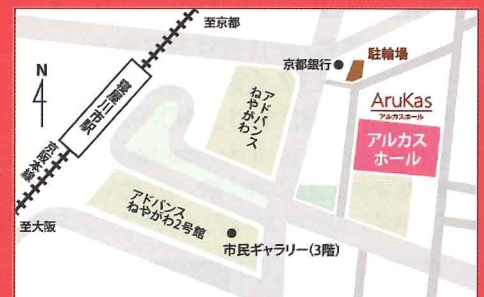 至京都
N
寝屋川市駅
京阪本線
至大阪
京都銀行
駐輪場
アドバンス
ねやがわ
AruKas
アルカスホール
アルカス
ホール
アドバンス
ねやがわ2号館
市民ギャラリー(3階)